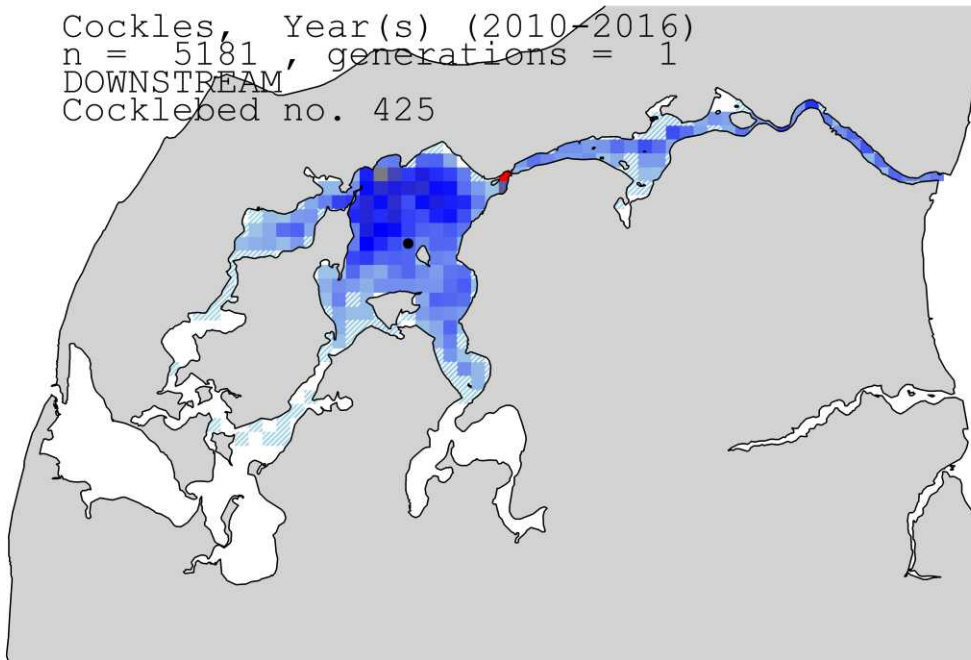 Cockles, Year(s) (2010-2016)
n = 5181 , generations = 1
DOWNSTREAM
Cocklebed no. 425